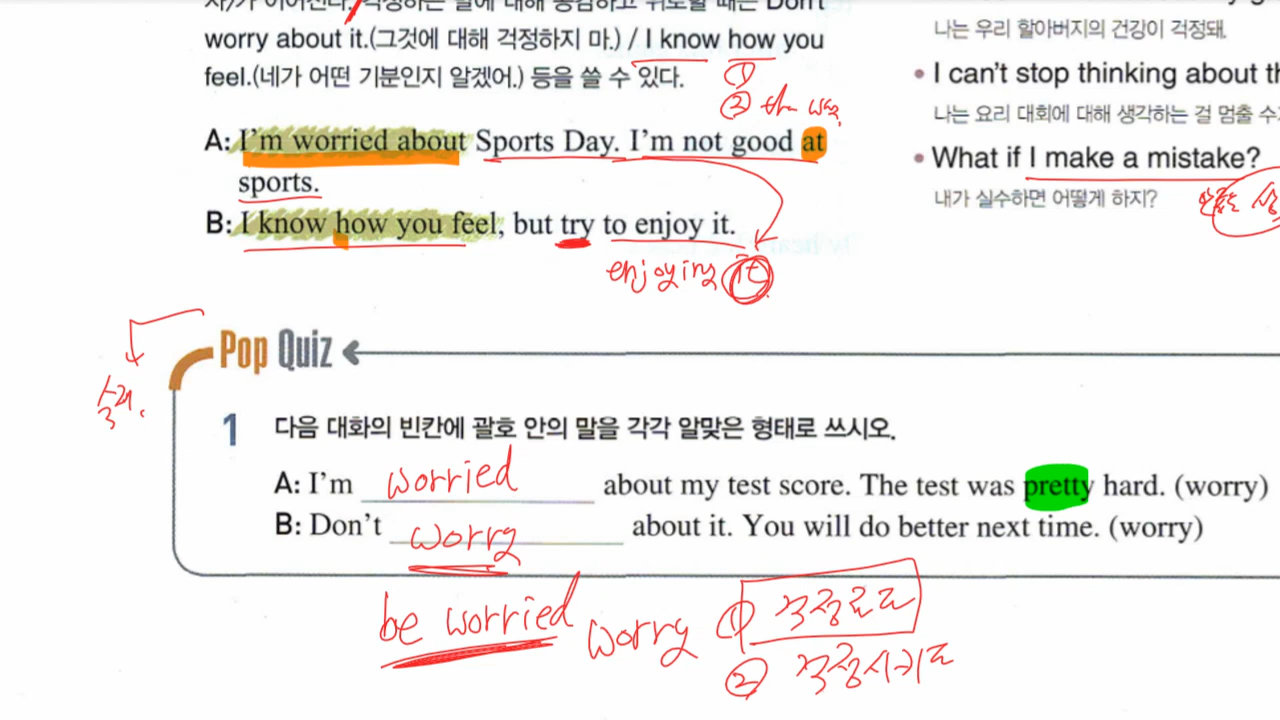 worry about it.(그것에 대해 걱정하지 마.) / I know how you
feel.(네가 어떤 기분인지 알겠어.) 등을 쓸 수 있다.
①
② the way
A: I'm worried about Sports Day. I'm not good at
sports.
B: I know how you feel, but try to enjoy it.
enjoying it
나는 우리 할아버지의 건강이 걱정돼.
• I can't stop thinking about th
나는 요리 대회에 대해 생각하는 걸 멈출 수
• What if I make a mistake?
내가 실수하면 어떻게 하지?
Pop Quiz
숙제.
1 다음 대화의 빈칸에 괄호 안의 말을 각각 알맞은 형태로 쓰시오.
A: I'm worried about my test score. The test was pretty hard. (worry)
B: Don't worry about it. You will do better next time. (worry)
be worried worry ①
② 걱정시키다